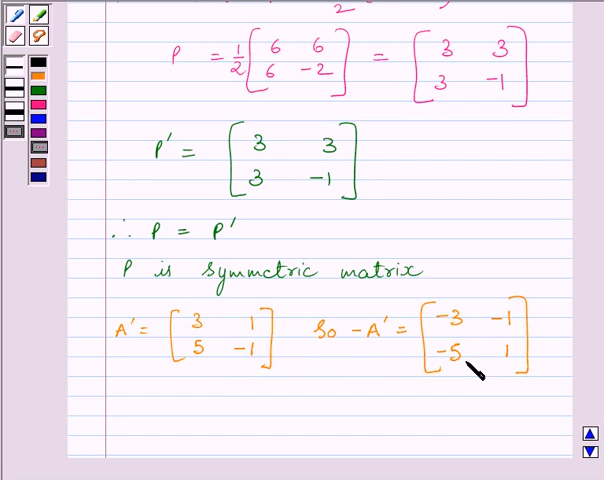 2
P = 1/2 [6 6; 6 -2] = [3 3; 3 -1]
P' = [3 3; 3 -1]
∴ P = P'
P is symmetric matrix
A' = [3 1; 5 -1] So -A' = [-3 -1; -5 1]